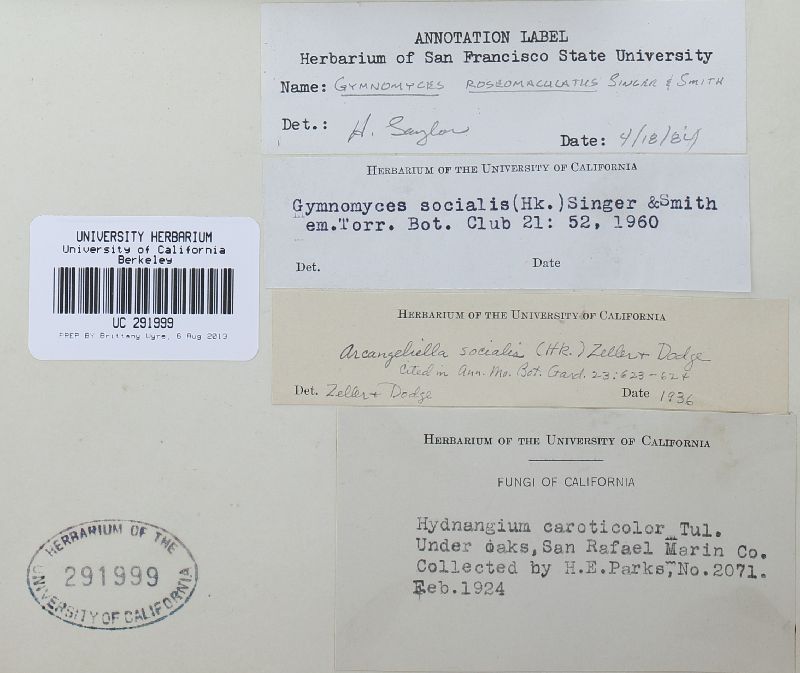 ANNOTATION LABEL
Herbarium of San Francisco State University
Name: GYMNOMYCES ROSEOMACULATUS SINGER & SMITH
Det.: H. Saylor
Date: 4/18/84
HERBARIUM OF THE UNIVERSITY OF CALIFORNIA
Gymnomyces socialis(Hk.)Singer &Smith
em.Torr. Bot. Club 21: 52, 1960
Det. Date
UNIVERSITY HERBARIUM
University of California
Berkeley
UC 291999
PREP BY Brittany Lyre, 6 Aug 2013
HERBARIUM OF THE UNIVERSITY OF CALIFORNIA
Arcangeliella socialis (Hk.) Zeller & Dodge
Cited in Ann. Mo. Bot. Gard. 23:623-624
Det. Zeller & Dodge Date 1936
HERBARIUM OF THE UNIVERSITY OF CALIFORNIA
FUNGI OF CALIFORNIA
Hydnangium caroticolor Tul.
Under oaks, San Rafael Marin Co.
Collected by H.E.Parks, No.2071.
Feb.1924
HERBARIUM OF THE
291999
UNIVERSITY OF CALIFORNIA